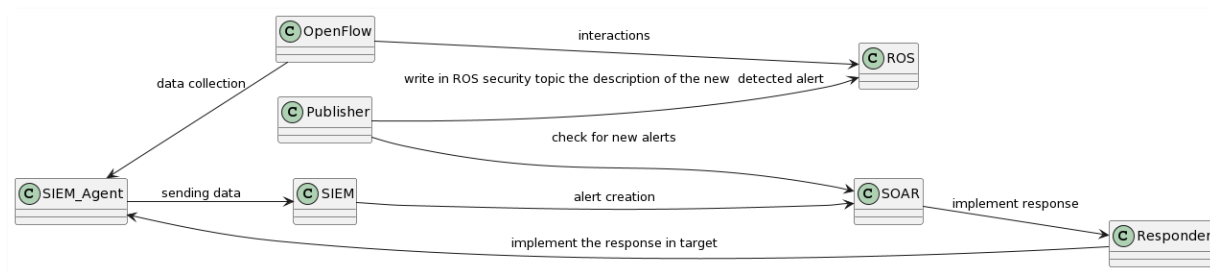 C OpenFlow
interactions
C ROS
write in ROS security topic the description of the new  detected alert
data collection
C Publisher
check for new alerts
C SIEM_Agent
sending data
C SIEM
alert creation
C SOAR
implement response
C Responder
implement the response in target